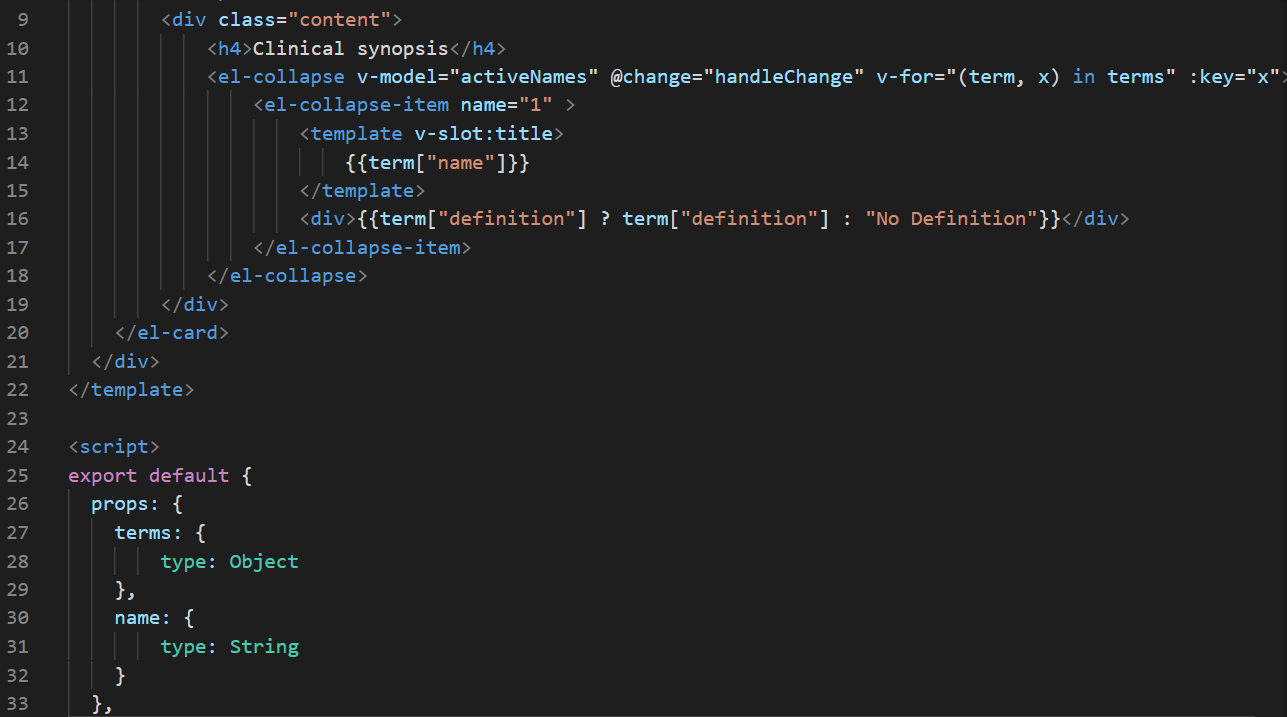 9 <div class="content">
10 <h4>Clinical synopsis</h4>
11 <el-collapse v-model="activeNames" @change="handleChange" v-for="(term, x) in terms" :key="x">
12 <el-collapse-item name="1" >
13 <template v-slot:title>
14 {{term["name"]}}
15 </template>
16 <div>{{term["definition"] ? term["definition"] : "No Definition"}}</div>
17 </el-collapse-item>
18 </el-collapse>
19 </div>
20 </el-card>
21 </div>
22 </template>
23
24 <script>
25 export default {
26 props: {
27 terms: {
28 type: Object
29 },
30 name: {
31 type: String
32 }
33 },